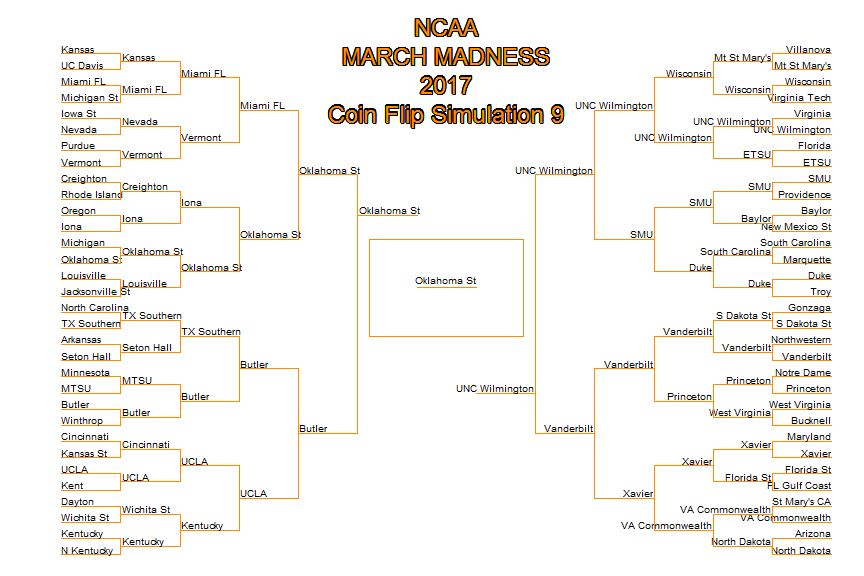 NCAA
MARCH MADNESS
2017
Coin Flip Simulation 9
Kansas
UC Davis
Miami FL
Michigan St
Iowa St
Nevada
Purdue
Vermont
Creighton
Rhode Island
Oregon
Iona
Michigan
Oklahoma St
Louisville
Jacksonville St
North Carolina
TX Southern
Arkansas
Seton Hall
Minnesota
MTSU
Butler
Winthrop
Cincinnati
Kansas St
UCLA
Kent
Dayton
Wichita St
Kentucky
N Kentucky
Kansas
Miami FL
Nevada
Vermont
Creighton
Iona
Oklahoma St
Louisville
TX Southern
Seton Hall
MTSU
Butler
Cincinnati
UCLA
Wichita St
Kentucky
Miami FL
Vermont
Iona
Oklahoma St
TX Southern
Butler
UCLA
Kentucky
Miami FL
Oklahoma St
Butler
UCLA
Oklahoma St
Butler
Oklahoma St
Oklahoma St
UNC Wilmington
UNC Wilmington
Vanderbilt
UNC Wilmington
SMU
Vanderbilt
Xavier
Wisconsin
UNC Wilmington
SMU
Duke
Vanderbilt
Princeton
Xavier
VA Commonwealth
Mt St Mary's
Wisconsin
UNC Wilmington
ETSU
SMU
Baylor
South Carolina
Duke
S Dakota St
Vanderbilt
Princeton
West Virginia
Xavier
Florida St
VA Commonwealth
North Dakota
Villanova
Mt St Mary's
Wisconsin
Virginia Tech
Virginia
UNC Wilmington
Florida
ETSU
SMU
Providence
Baylor
New Mexico St
South Carolina
Marquette
Duke
Troy
Gonzaga
S Dakota St
Northwestern
Vanderbilt
Notre Dame
Princeton
West Virginia
Bucknell
Maryland
Xavier
Florida St
FL Gulf Coast
St Mary's CA
VA Commonwealth
Arizona
North Dakota